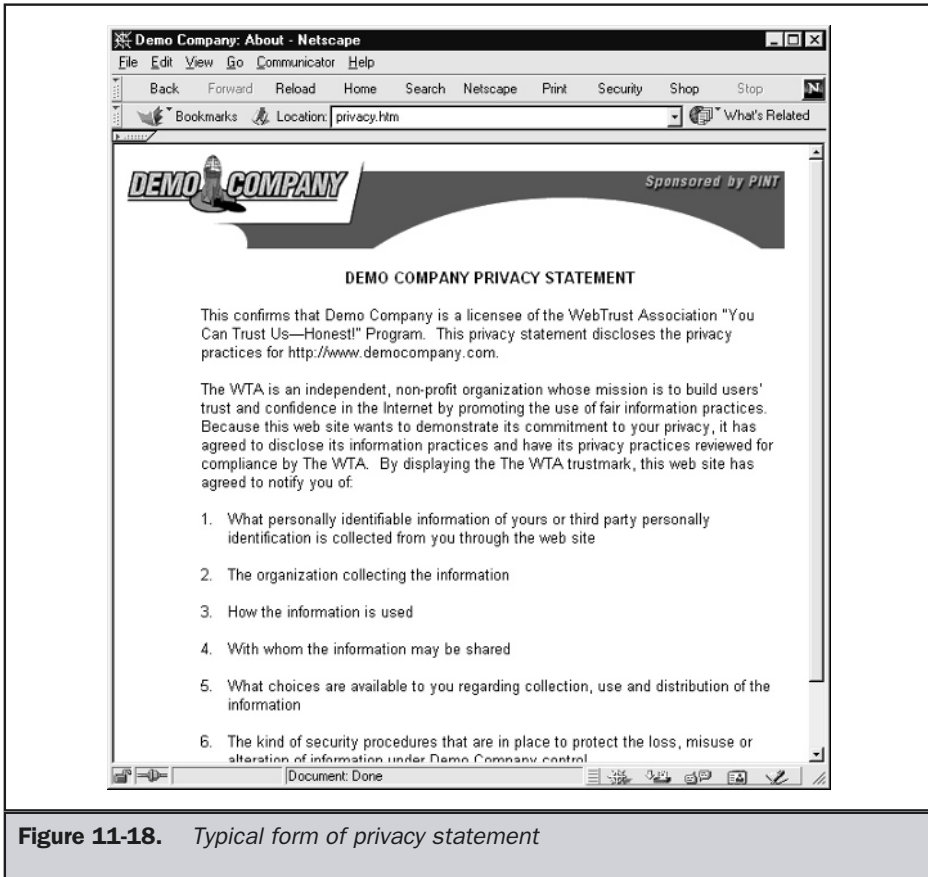 Demo Company: About - Netscape
File Edit View Go Communicator Help
Back Forward Reload Home Search Netscape Print Security Shop Stop N
Bookmarks Location: privacy.htm What's Related
DEMO COMPANY Sponsored by PINT
DEMO COMPANY PRIVACY STATEMENT
This confirms that Demo Company is a licensee of the WebTrust Association "You
Can Trust Us—Honest!" Program. This privacy statement discloses the privacy
practices for http://www.democompany.com.
The WTA is an independent, non-profit organization whose mission is to build users'
trust and confidence in the Internet by promoting the use of fair information practices.
Because this web site wants to demonstrate its commitment to your privacy, it has
agreed to disclose its information practices and have its privacy practices reviewed for
compliance by The WTA. By displaying the The WTA trustmark, this web site has
agreed to notify you of:
1. What personally identifiable information of yours or third party personally
identification is collected from you through the web site
2. The organization collecting the information
3. How the information is used
4. With whom the information may be shared
5. What choices are available to you regarding collection, use and distribution of the
information
6. The kind of security procedures that are in place to protect the loss, misuse or
alteration of information under Demo Company control
Document: Done
Figure 11-18. Typical form of privacy statement